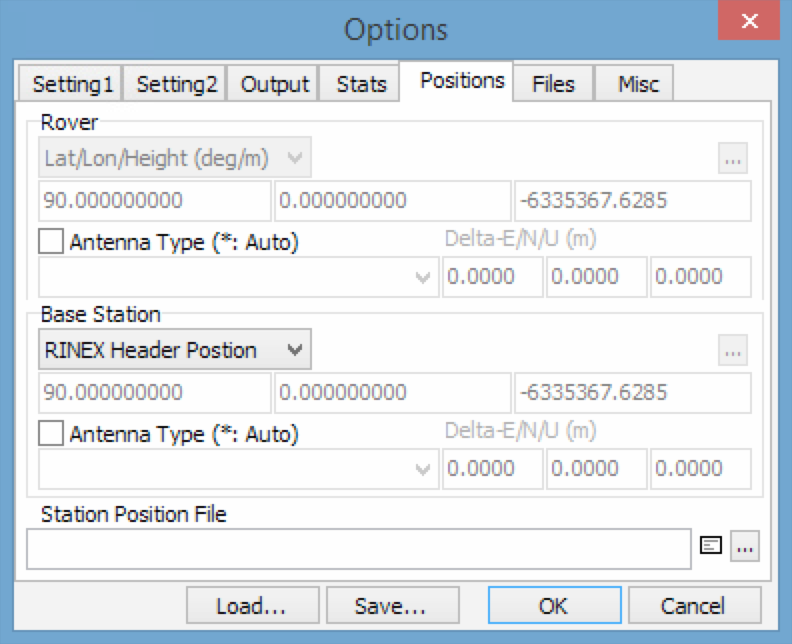 Options
Setting1 Setting2 Output Stats Positions Files Misc
Rover
Lat/Lon/Height (deg/m) ...
90.000000000 0.000000000 -6335367.6285
Antenna Type (*: Auto) Delta-E/N/U (m)
0.0000 0.0000 0.0000
Base Station
RINEX Header Postion ...
90.000000000 0.000000000 -6335367.6285
Antenna Type (*: Auto) Delta-E/N/U (m)
0.0000 0.0000 0.0000
Station Position File
...
Load... Save... OK Cancel